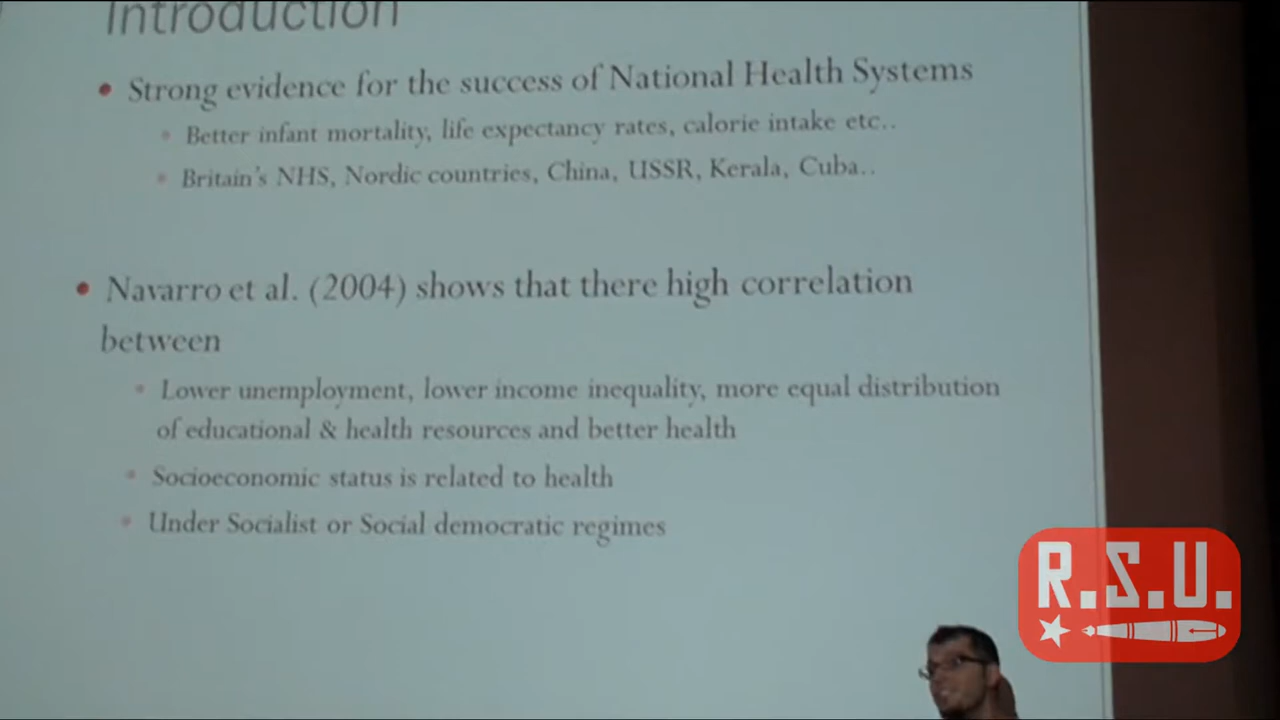 Introduction
Strong evidence for the success of National Health Systems
Better infant mortality, life expectancy rates, calorie intake etc..
Britain's NHS, Nordic countries, China, USSR, Kerala, Cuba..
Navarro et al. (2004) shows that there high correlation
between
Lower unemployment, lower income inequality, more equal distribution
of educational & health resources and better health
Socioeconomic status is related to health
Under Socialist or Social democratic regimes
R.S.U.